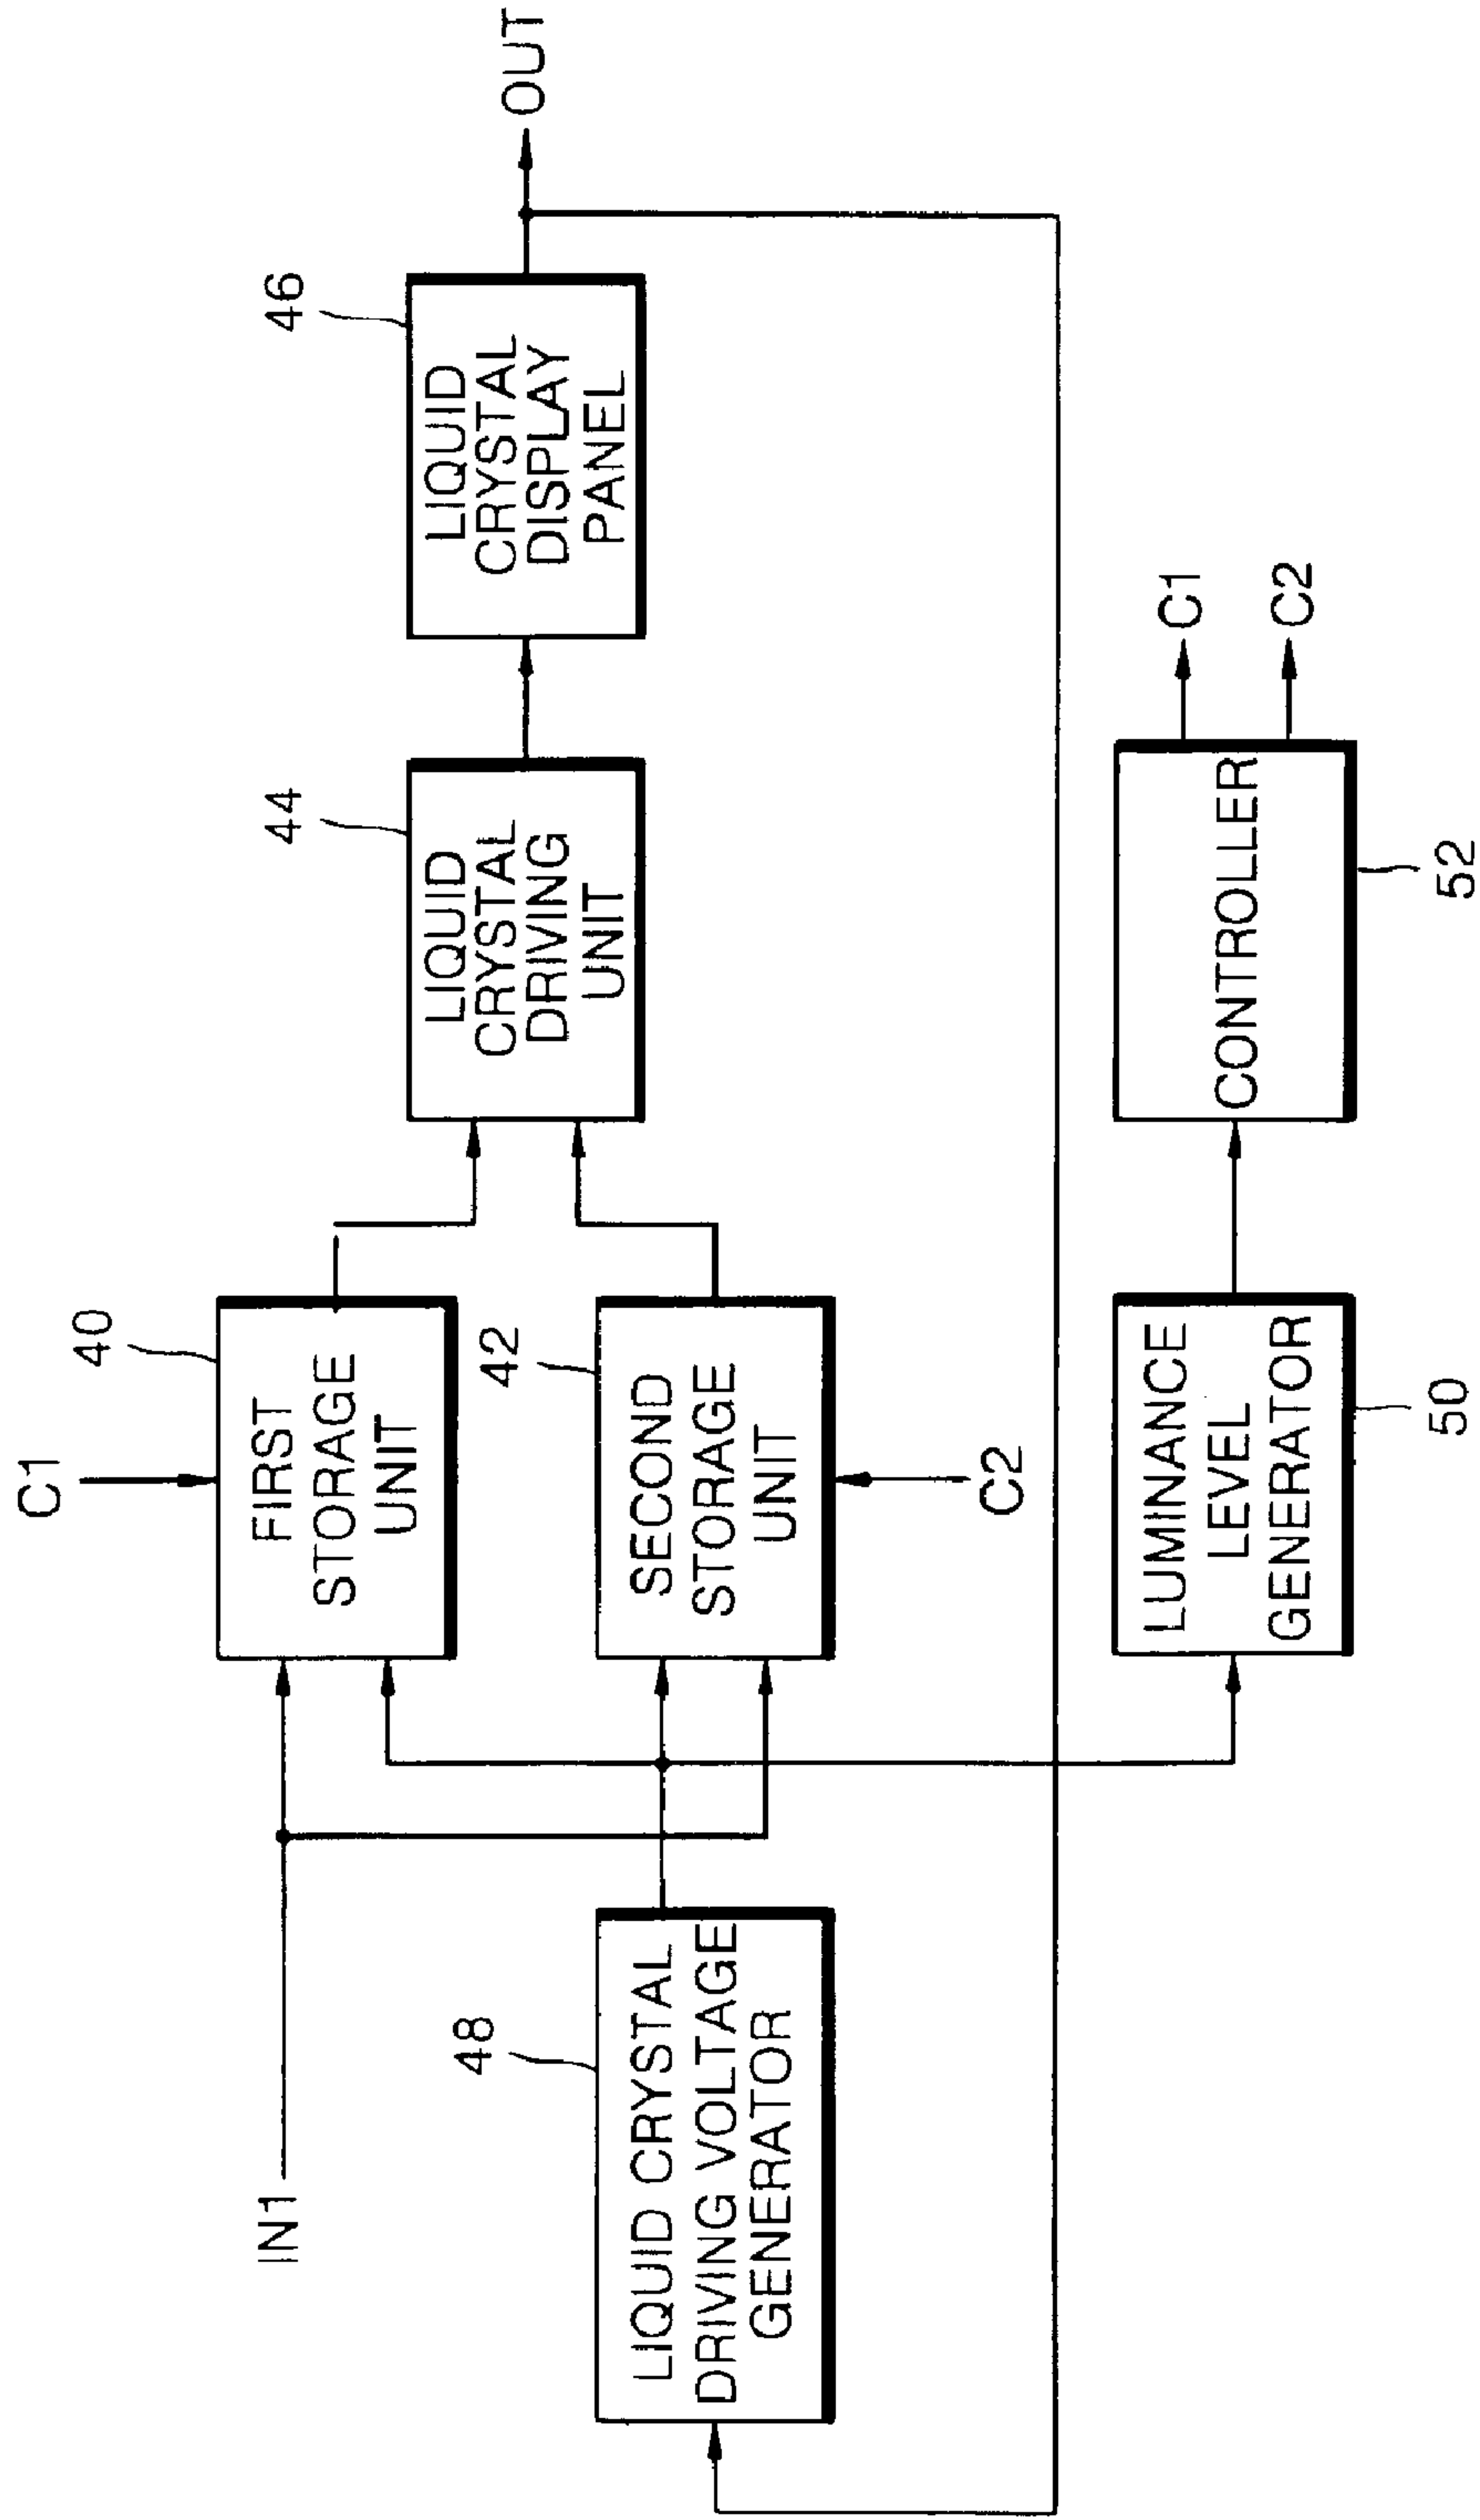 C1
40
FIRST
STORAGE
UNIT
IN1
48
LIQUID CRYSTAL
DRIVING VOLTAGE
GENERATOR
42
SECOND
STORAGE
UNIT
C2
44
LIQUID
CRYSTAL
DRIVING
UNIT
46
LIQUID
CRYSTAL
DISPLAY
PANEL
OUT
LUMINANCE
LEVEL
GENERATOR
50
CONTROLLER
52
C1
C2